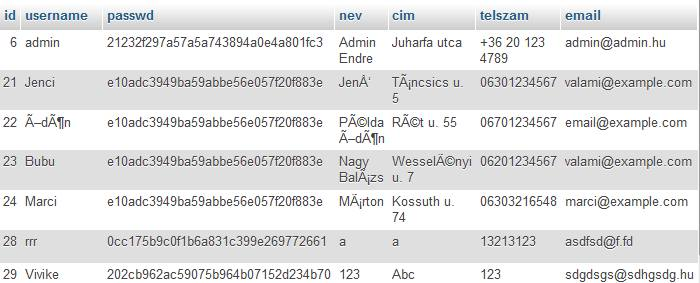 id username passwd nev cim telszam email
6 admin 21232f297a57a5a743894a0e4a801fc3 Admin Juharfa utca +36 20 123 admin@admin.hu
Endre 4789
21 Jenci e10adc3949ba59abbe56e057f20f883e JenÅ‘ TÃ¡ncsics u. 06301234567 valami@example.com
5
22 Ã–dÃ¶n e10adc3949ba59abbe56e057f20f883e PÃ©lda RÃ©t u. 55 06701234567 email@example.com
Ã–dÃ¶n
23 Bubu e10adc3949ba59abbe56e057f20f883e Nagy WesselÃ©nyi 06201234567 valami@example.com
BalÃ¡zs u. 7
24 Marci e10adc3949ba59abbe56e057f20f883e MÃ¡rton Kossuth u. 06303216548 marci@example.com
74
28 rrr 0cc175b9c0f1b6a831c399e269772661 a a 13213123 asdfsd@f.fd
29 Vivike 202cb962ac59075b964b07152d234b70 123 Abc 123 sdgdsgs@sdhgsdg.hu